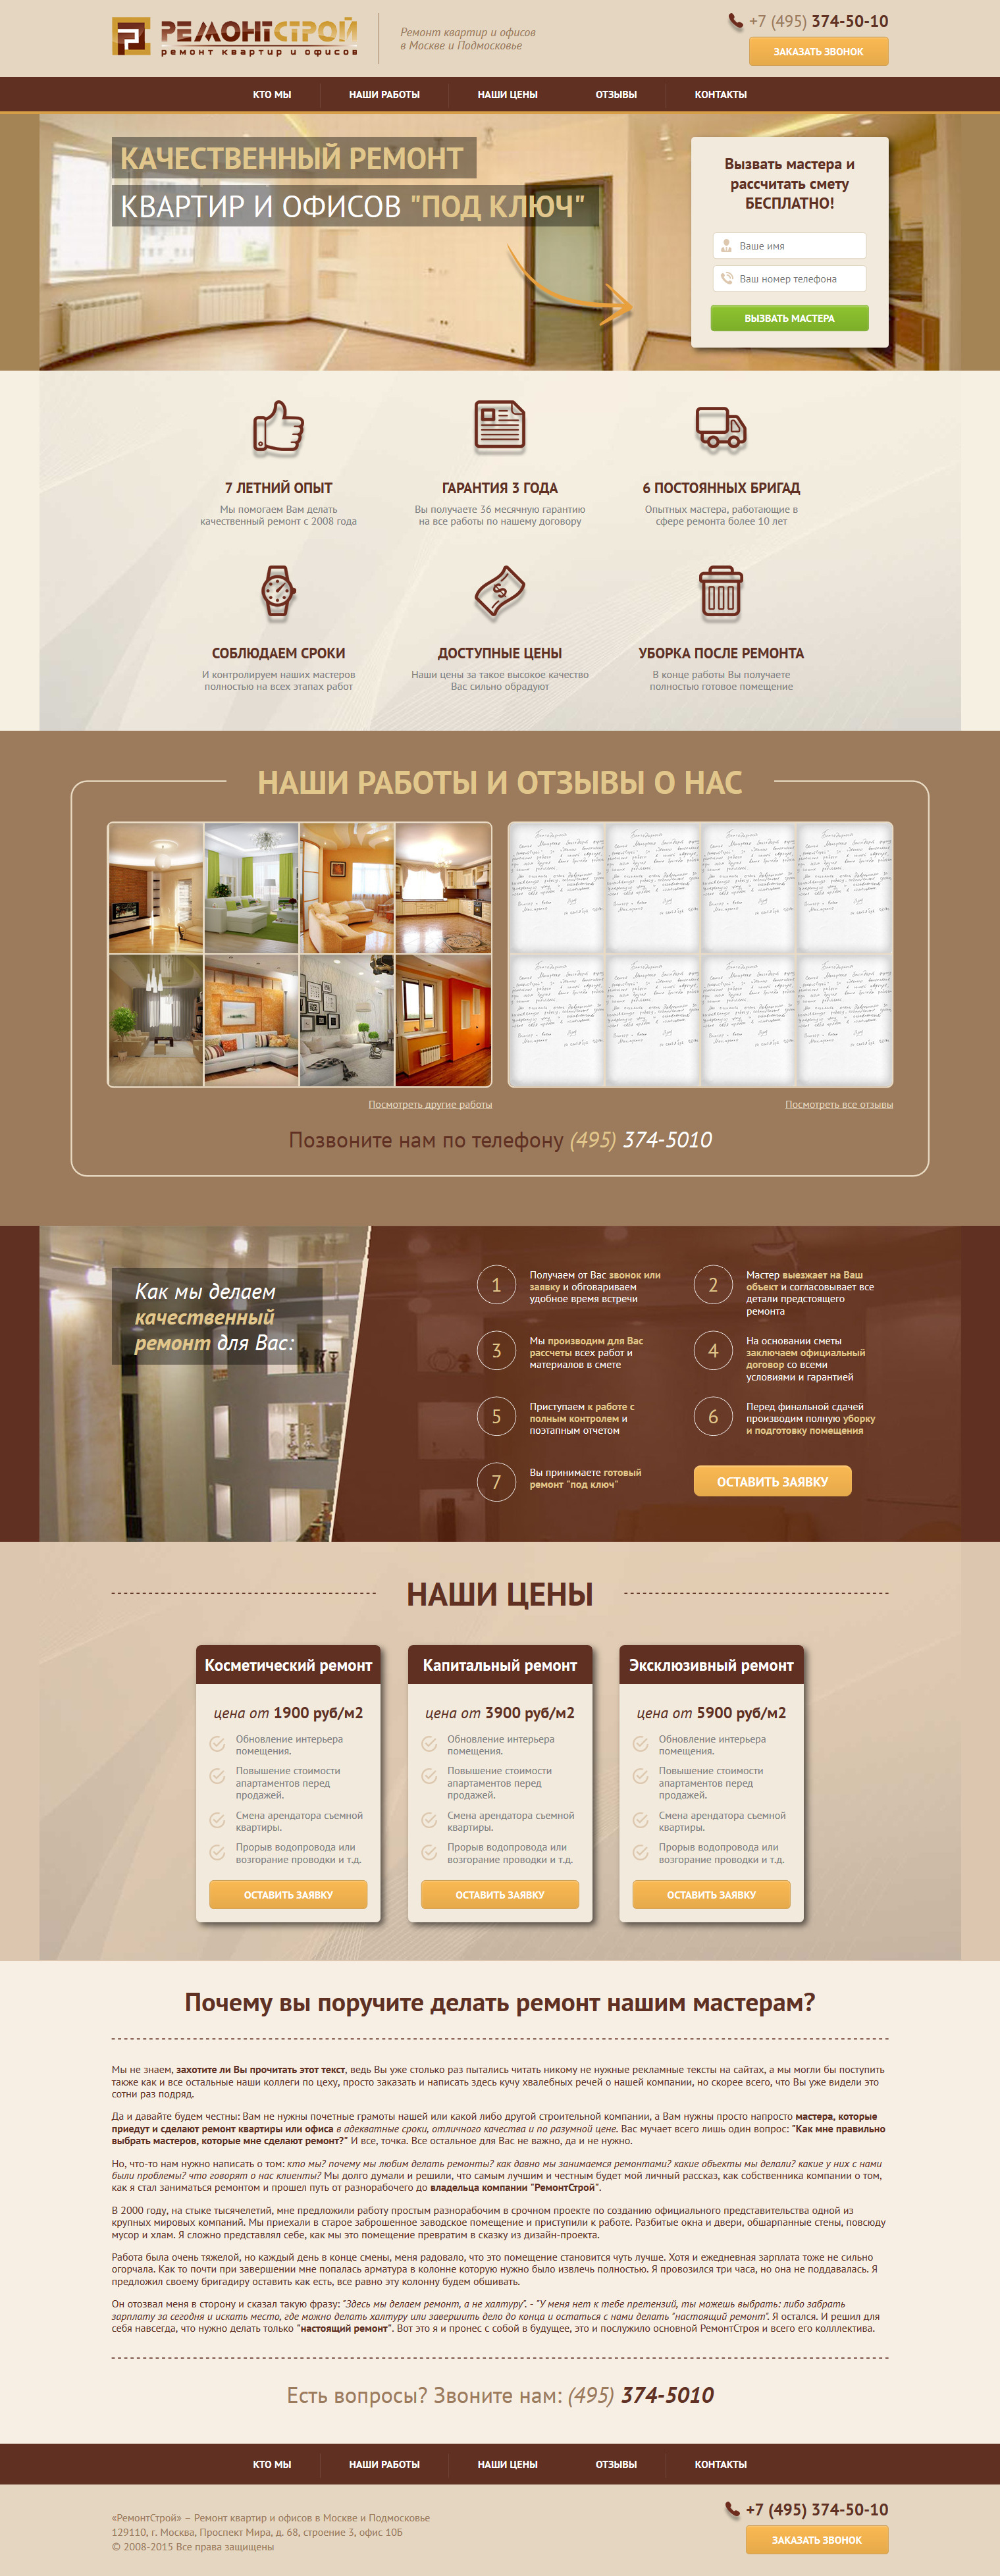 РЕМОНТСТРОЙ
ремонт квартир и офисов
Ремонт квартир и офисов
в Москве и Подмосковье
+7 (495) 374-50-10
ЗАКАЗАТЬ ЗВОНОК
КТО МЫ
НАШИ РАБОТЫ
НАШИ ЦЕНЫ
ОТЗЫВЫ
КОНТАКТЫ
КАЧЕСТВЕННЫЙ РЕМОНТ
КВАРТИР И ОФИСОВ "ПОД КЛЮЧ"
Вызвать мастера и
рассчитать смету
БЕСПЛАТНО!
Ваше имя
Ваш номер телефона
ВЫЗВАТЬ МАСТЕРА
7 ЛЕТНИЙ ОПЫТ
Мы помогаем Вам делать
качественный ремонт с 2008 года
ГАРАНТИЯ 3 ГОДА
Вы получаете 36 месячную гарантию
на все работы по нашему договору
6 ПОСТОЯННЫХ БРИГАД
Опытных мастера, работающие в
сфере ремонта более 10 лет
СОБЛЮДАЕМ СРОКИ
И контролируем наших мастеров
полностью на всех этапах работ
ДОСТУПНЫЕ ЦЕНЫ
Наши цены за такое высокое качество
Вас сильно обрадуют
УБОРКА ПОСЛЕ РЕМОНТА
В конце работы Вы получаете
полностью готовое помещение
НАШИ РАБОТЫ И ОТЗЫВЫ О НАС
Посмотреть другие работы
Посмотреть все отзывы
Позвоните нам по телефону (495) 374-5010
Как мы делаем
качественный
ремонт для Вас:
1
Получаем от Вас звонок или
заявку и обговариваем
удобное время встречи
2
Мастер выезжает на Ваш
объект и согласовывает все
детали предстоящего
ремонта
3
Мы производим для Вас
рассчеты всех работ и
материалов в смете
4
На основании сметы
заключаем официальный
договор со всеми
условиями и гарантией
5
Приступаем к работе с
полным контролем и
поэтапным отчетом
6
Перед финальной сдачей
производим полную уборку
и подготовку помещения
7
Вы принимаете готовый
ремонт "под ключ"
ОСТАВИТЬ ЗАЯВКУ
НАШИ ЦЕНЫ
Косметический ремонт
цена от 1900 руб/м2
Обновление интерьера
помещения.
Повышение стоимости
апартаментов перед
продажей.
Смена арендатора съемной
квартиры.
Прорыв водопровода или
возгорание проводки и т.д.
ОСТАВИТЬ ЗАЯВКУ
Капитальный ремонт
цена от 3900 руб/м2
Обновление интерьера
помещения.
Повышение стоимости
апартаментов перед
продажей.
Смена арендатора съемной
квартиры.
Прорыв водопровода или
возгорание проводки и т.д.
ОСТАВИТЬ ЗАЯВКУ
Эксклюзивный ремонт
цена от 5900 руб/м2
Обновление интерьера
помещения.
Повышение стоимости
апартаментов перед
продажей.
Смена арендатора съемной
квартиры.
Прорыв водопровода или
возгорание проводки и т.д.
ОСТАВИТЬ ЗАЯВКУ
Почему вы поручите делать ремонт нашим мастерам?
Мы не знаем, захотите ли Вы прочитать этот текст, ведь Вы уже столько раз пытались читать никому не нужные рекламные тексты на сайтах, а мы могли бы поступить
также как и все остальные наши коллеги по цеху, просто заказать и написать здесь кучу хвалебных речей о нашей компании, но скорее всего, что Вы уже видели это
сотни раз подряд.
Да и давайте будем честны: Вам не нужны почетные грамоты нашей или какой либо другой строительной компании, а Вам нужны просто напросто мастера, которые
приедут и сделают ремонт квартиры или офиса в адекватные сроки, отличного качества и по разумной цене. Вас мучает всего лишь один вопрос: "Как мне правильно
выбрать мастеров, которые мне сделают ремонт?" И все, точка. Все остальное для Вас не важно, да и не нужно.
Но, что-то нам нужно написать о том: кто мы? почему мы любим делать ремонты? как давно мы занимаемся ремонтами? какие объекты мы делали? какие у них с нами
были проблемы? что говорят о нас клиенты? Мы долго думали и решили, что самым лучшим и честным будет мой личный рассказ, как собственника компании о том,
как я стал заниматься ремонтом и прошел путь от разнорабочего до владельца компании "РемонтСтрой".
В 2000 году, на стыке тысячелетий, мне предложили работу простым разнорабочим в срочном проекте по созданию официального представительства одной из
крупных мировых компаний. Мы приехали в старое заброшенное заводское помещение и приступили к работе. Разбитые окна и двери, обшарпанные стены, повсюду
мусор и хлам. Я сложно представлял себе, как мы это помещение превратим в сказку из дизайн-проекта.
Работа была очень тяжелой, но каждый день в конце смены, меня радовало, что это помещение становится чуть лучше. Хотя и ежедневная зарплата тоже не сильно
огорчала. Как то почти при завершении мне попалась арматура в колонне которую нужно было извлечь полностью. Я провозился три часа, но она не поддавалась. Я
предложил своему бригадиру оставить как есть, все равно эту колонну будем обшивать.
Он отозвал меня в сторону и сказал такую фразу: "Здесь мы делаем ремонт, а не халтуру". - "У меня нет к тебе претензий, ты можешь выбрать: либо забрать
зарплату за сегодня и искать место, где можно делать халтуру или завершить дело до конца и остаться с нами делать "настоящий ремонт". Я остался. И решил для
себя навсегда, что нужно делать только "настоящий ремонт". Вот это я и пронес с собой в будущее, это и послужило основной РемонтСтроя и всего его колллектива.
Есть вопросы? Звоните нам: (495) 374-5010
КТО МЫ
НАШИ РАБОТЫ
НАШИ ЦЕНЫ
ОТЗЫВЫ
КОНТАКТЫ
«РемонтСтрой» – Ремонт квартир и офисов в Москве и Подмосковье
129110, г. Москва, Проспект Мира, д. 68, строение 3, офис 10Б
© 2008-2015 Все права защищены
+7 (495) 374-50-10
ЗАКАЗАТЬ ЗВОНОК